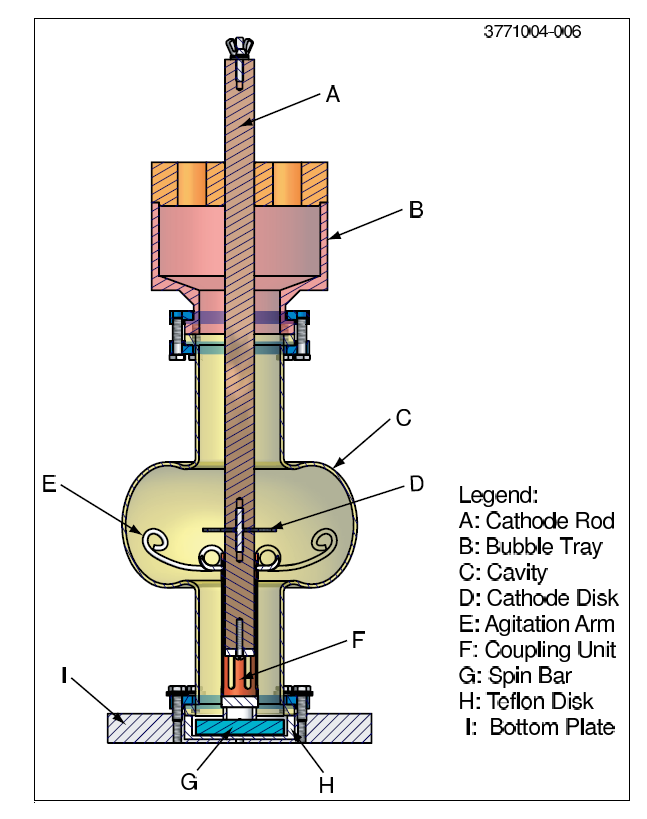 3771004-006
A
B
C
E
D
Legend:
A: Cathode Rod
B: Bubble Tray
C: Cavity
D: Cathode Disk
E: Agitation Arm
F: Coupling Unit
G: Spin Bar
H: Teflon Disk
I: Bottom Plate
F
I
G
H